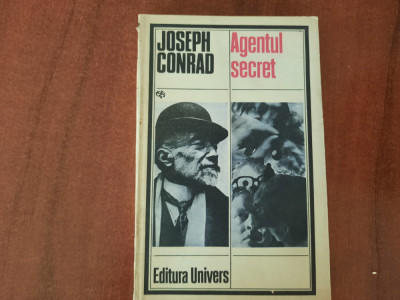 JOSEPH
CONRAD
Agentul
secret
Editura Univers